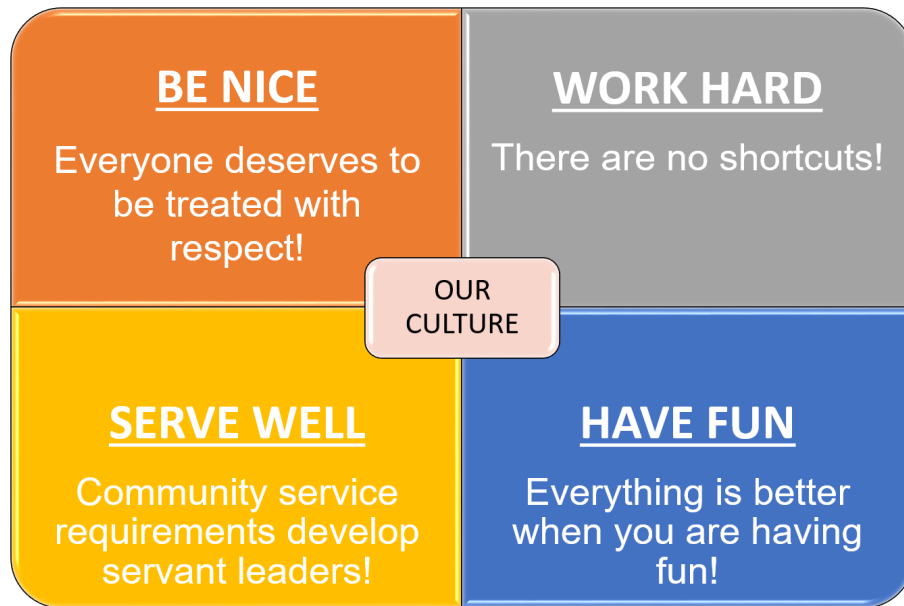 BE NICE
Everyone deserves to
be treated with
respect!
WORK HARD
There are no shortcuts!
OUR
CULTURE
SERVE WELL
Community service
requirements develop
servant leaders!
HAVE FUN
Everything is better
when you are having
fun!